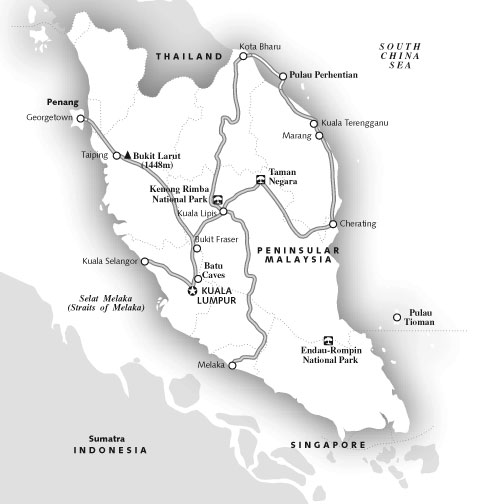 Kota Bharu
SOUTH
CHINA
SEA
THAILAND
Pulau Perhentian
Penang
Georgetown
Kuala Terengganu
Marang
Taiping
Bukit Larut
(1448m)
Taman
Negara
Kenong Rimba
National Park
Kuala Lipis
Cherating
Bukit Fraser
PENINSULAR
MALAYSIA
Kuala Selangor
Batu
Caves
KUALA
LUMPUR
Selat Melaka
(Straits of Melaka)
Pulau
Tioman
Endau-Rompin
National Park
Melaka
Sumatra
INDONESIA
SINGAPORE